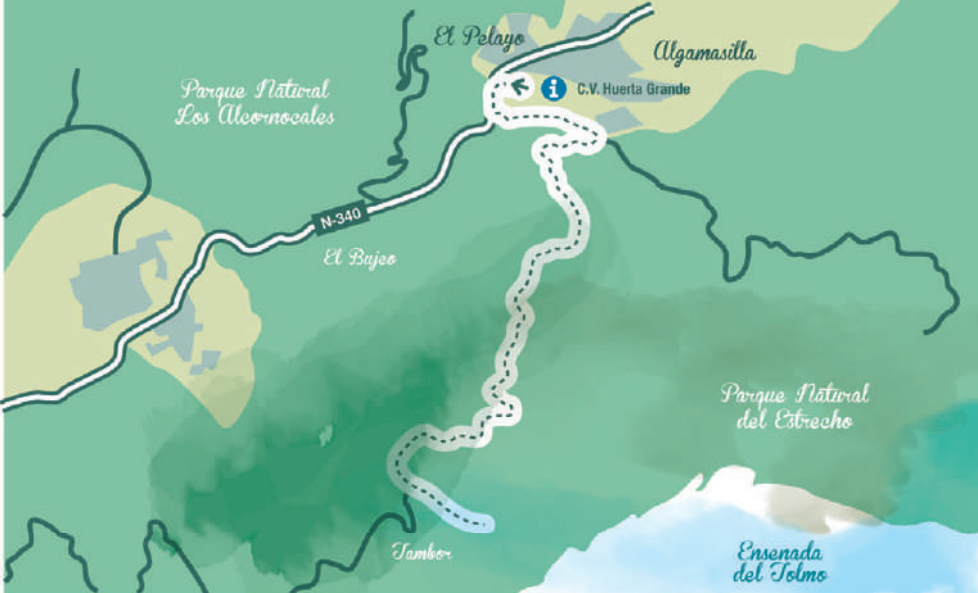 El Pelayo
Algamasilla
Parque Natural
Los Alcornocales
i C.V. Huerta Grande
N-340
El Bujeo
Parque Natural
del Estrecho
Tambor
Ensenada
del Tolmo